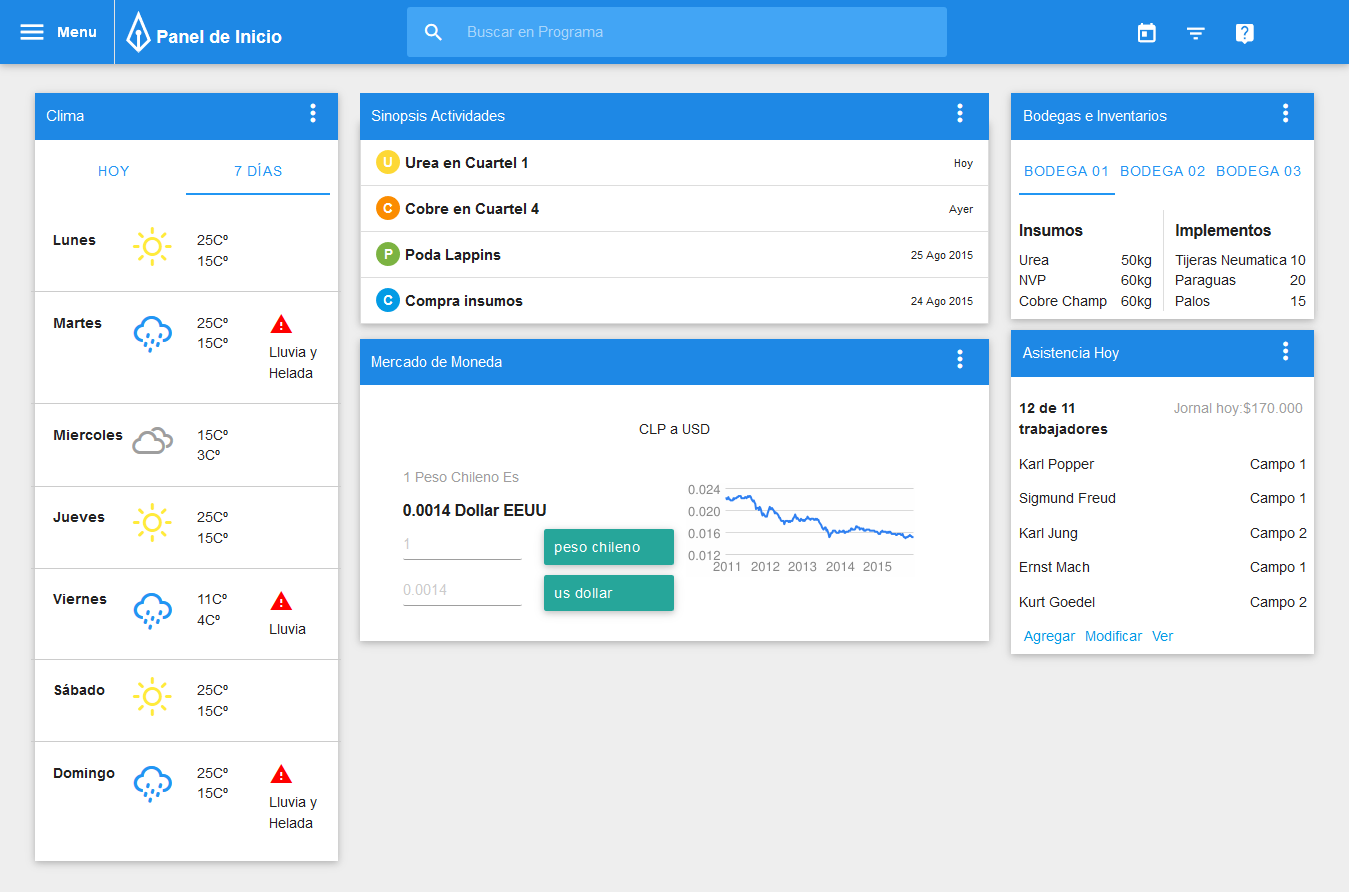 Menu
Panel de Inicio
Buscar en Programa
Clima
HOY 7 DÍAS
Lunes 25Cº
15Cº
Martes 25Cº
15Cº
Lluvia y
Helada
Miercoles 15Cº
3Cº
Jueves 25Cº
15Cº
Viernes 11Cº
4Cº
Lluvia
Sábado 25Cº
15Cº
Domingo 25Cº
15Cº
Lluvia y
Helada
Sinopsis Actividades
U Urea en Cuartel 1 Hoy
C Cobre en Cuartel 4 Ayer
P Poda Lappins 25 Ago 2015
C Compra insumos 24 Ago 2015
Mercado de Moneda
CLP a USD
1 Peso Chileno Es
0.0014 Dollar EEUU
1 peso chileno
0.0014 us dollar
0.024
0.020
0.016
0.012
2011 2012 2013 2014 2015
Bodegas e Inventarios
BODEGA 01 BODEGA 02 BODEGA 03
Insumos
Urea 50kg
NVP 60kg
Cobre Champ 60kg
Implementos
Tijeras Neumatica 10
Paraguas 20
Palos 15
Asistencia Hoy
12 de 11
trabajadores
Jornal hoy:$170.000
Karl Popper Campo 1
Sigmund Freud Campo 1
Karl Jung Campo 2
Ernst Mach Campo 1
Kurt Goedel Campo 2
Agregar Modificar Ver